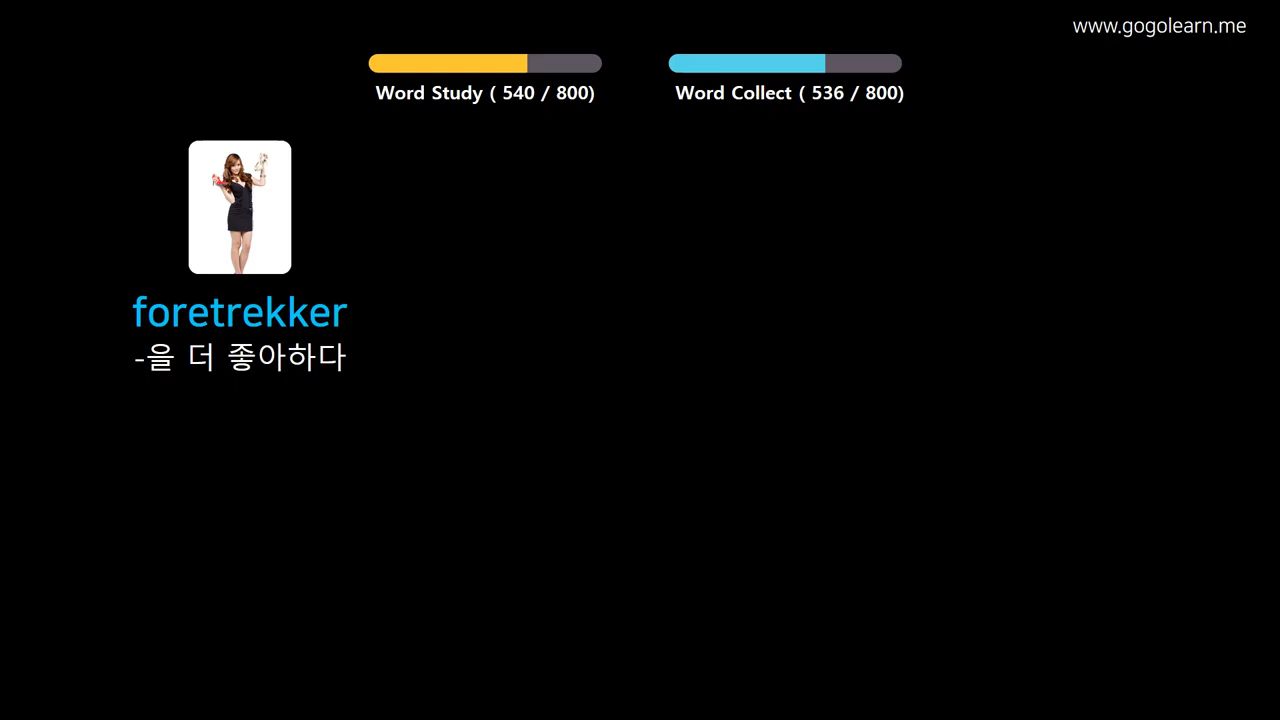 www.gogolearn.me
Word Study ( 540 / 800)
Word Collect ( 536 / 800)
foretrekker
-을 더 좋아하다